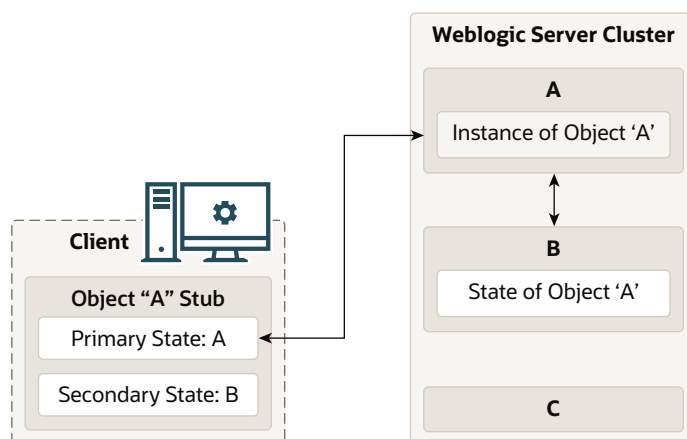 Weblogic Server Cluster
A
Instance of Object ‘A’
B
State of Object ‘A’
C
Client
Object “A” Stub
Primary State: A
Secondary State: B